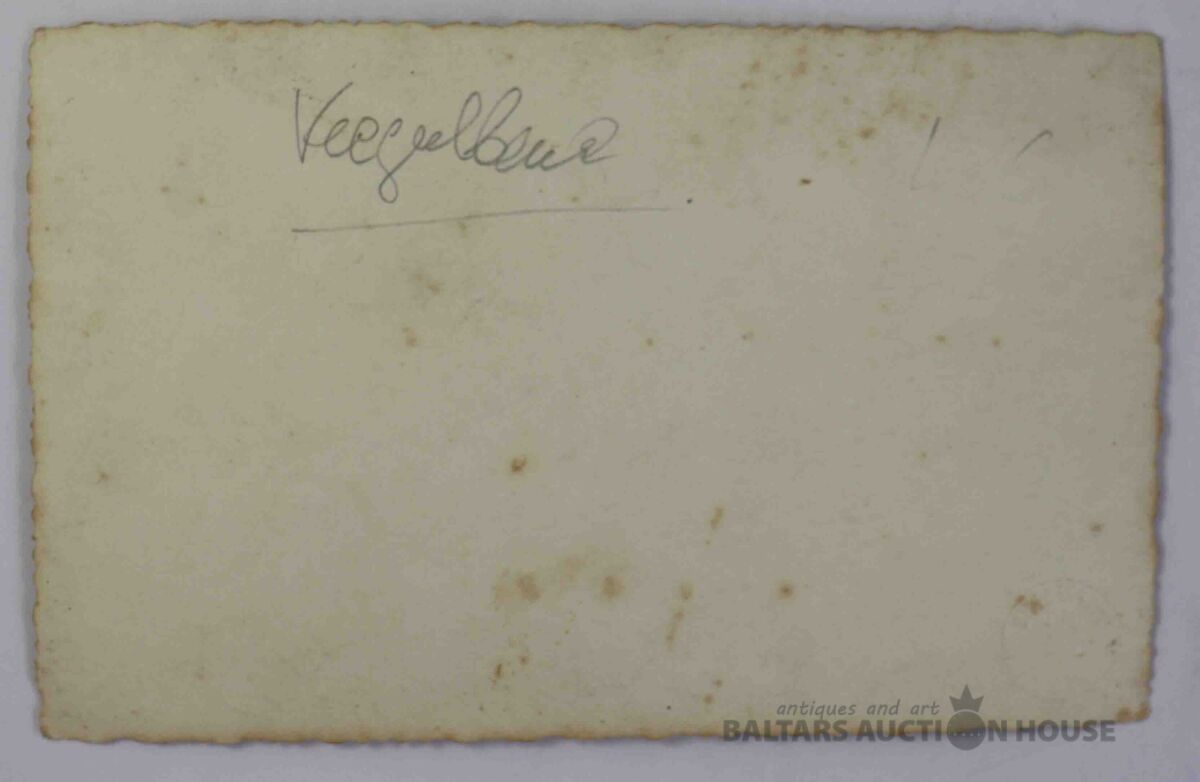 Vecgulbene
antiques and art
BALTARS AUCTION HOUSE